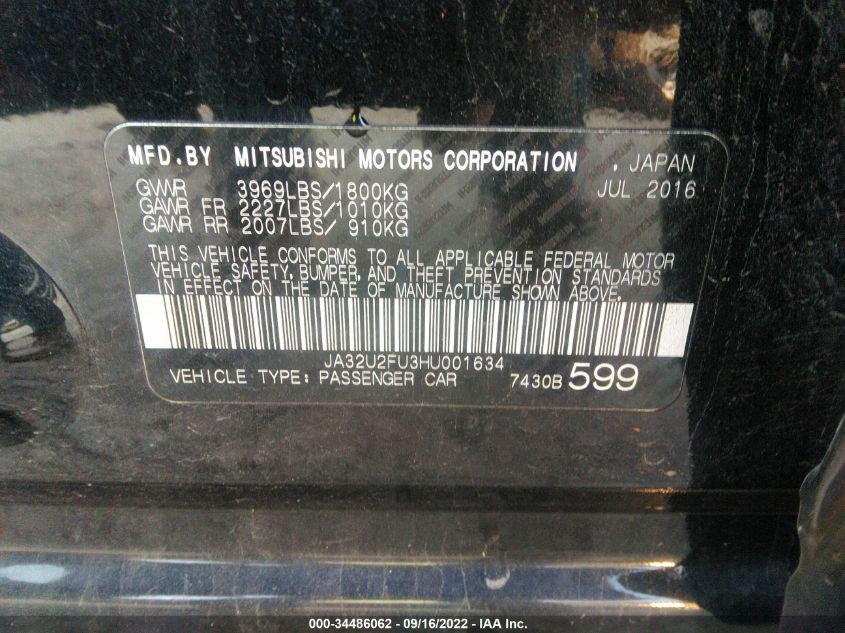 MFD.BY MITSUBISHI MOTORS CORPORATION , JAPAN
GVWR 3969LBS/1800KG JUL 2016
GAWR FR 2227LBS/1010KG
GAWR RR 2007LBS/ 910KG
THIS VEHICLE CONFORMS TO ALL APPLICABLE FEDERAL MOTOR
VEHICLE SAFETY, BUMPER, AND THEFT PREVENTION STANDARDS
IN EFFECT ON THE DATE OF MANUFACTURE SHOWN ABOVE.
JA32U2FU3HU001634
VEHICLE TYPE: PASSENGER CAR 7430B 599
000-34486062 - 09/16/2022 - IAA Inc.